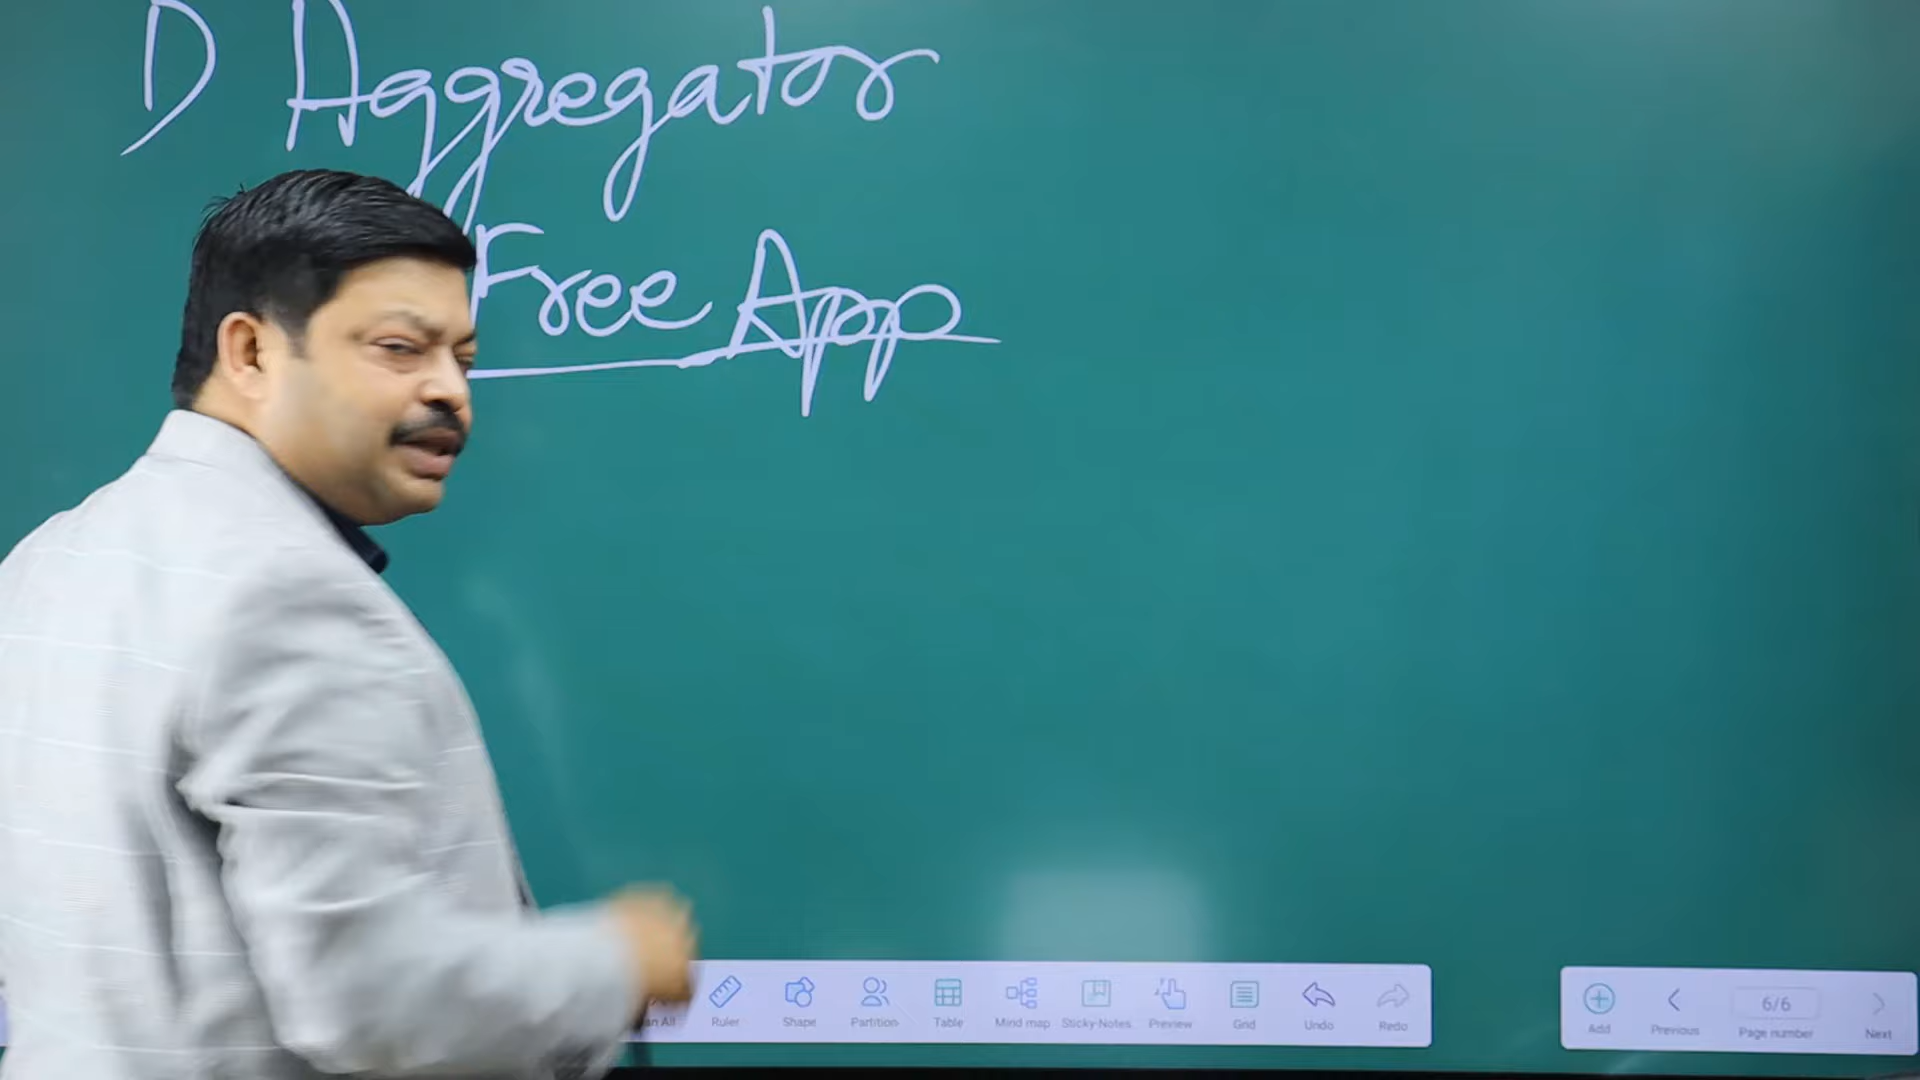 D Aggregator
Free App
Ruler Shape Partition Table Mind map Sticky-Notes Preview Grid Undo Redo
Add Previous 6/6 Page number Next